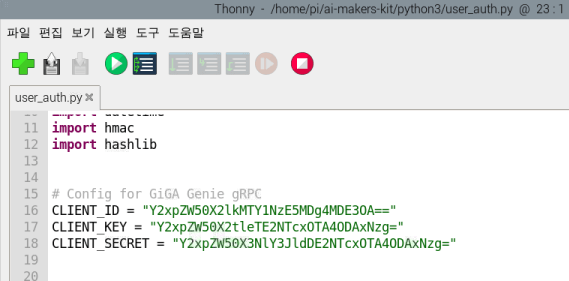 Thonny - /home/pi/ai-makers-kit/python3/user_auth.py @ 23 : 1
파일 편집 보기 실행 도구 도움말
user_auth.py
10 import datetime
11 import hmac
12 import hashlib
13
14
15 # Config for GiGA Genie gRPC
16 CLIENT_ID = "Y2xpZW50X2lkMTY1NzE5MDg4MDE3OA=="
17 CLIENT_KEY = "Y2xpZW50X2tleTE2NTcxOTA4ODAxNzg="
18 CLIENT_SECRET = "Y2xpZW50X3NlY3JldDE2NTcxOTA4ODAxNzg="
19
20